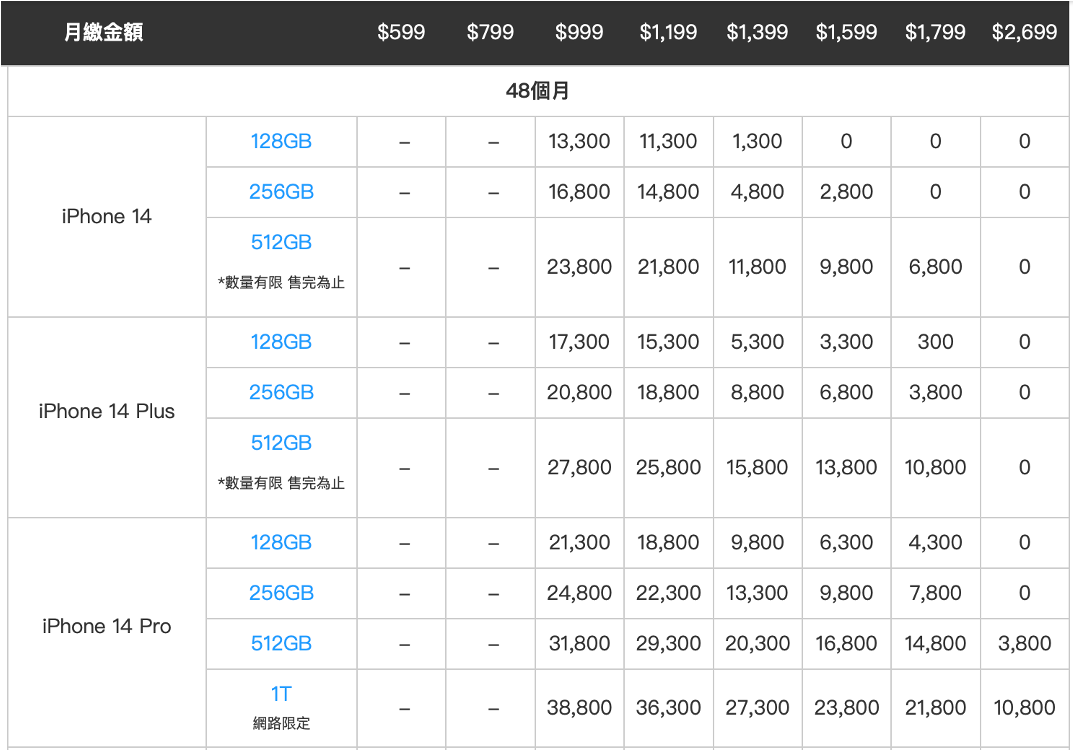 月繳金額 $599 $799 $999 $1,199 $1,399 $1,599 $1,799 $2,699
48個月
iPhone 14
128GB – – 13,300 11,300 1,300 0 0 0
256GB – – 16,800 14,800 4,800 2,800 0 0
512GB
*數量有限 售完為止
– – 23,800 21,800 11,800 9,800 6,800 0
iPhone 14 Plus
128GB – – 17,300 15,300 5,300 3,300 300 0
256GB – – 20,800 18,800 8,800 6,800 3,800 0
512GB
*數量有限 售完為止
– – 27,800 25,800 15,800 13,800 10,800 0
iPhone 14 Pro
128GB – – 21,300 18,800 9,800 6,300 4,300 0
256GB – – 24,800 22,300 13,300 9,800 7,800 0
512GB – – 31,800 29,300 20,300 16,800 14,800 3,800
1T
網路限定
– – 38,800 36,300 27,300 23,800 21,800 10,800